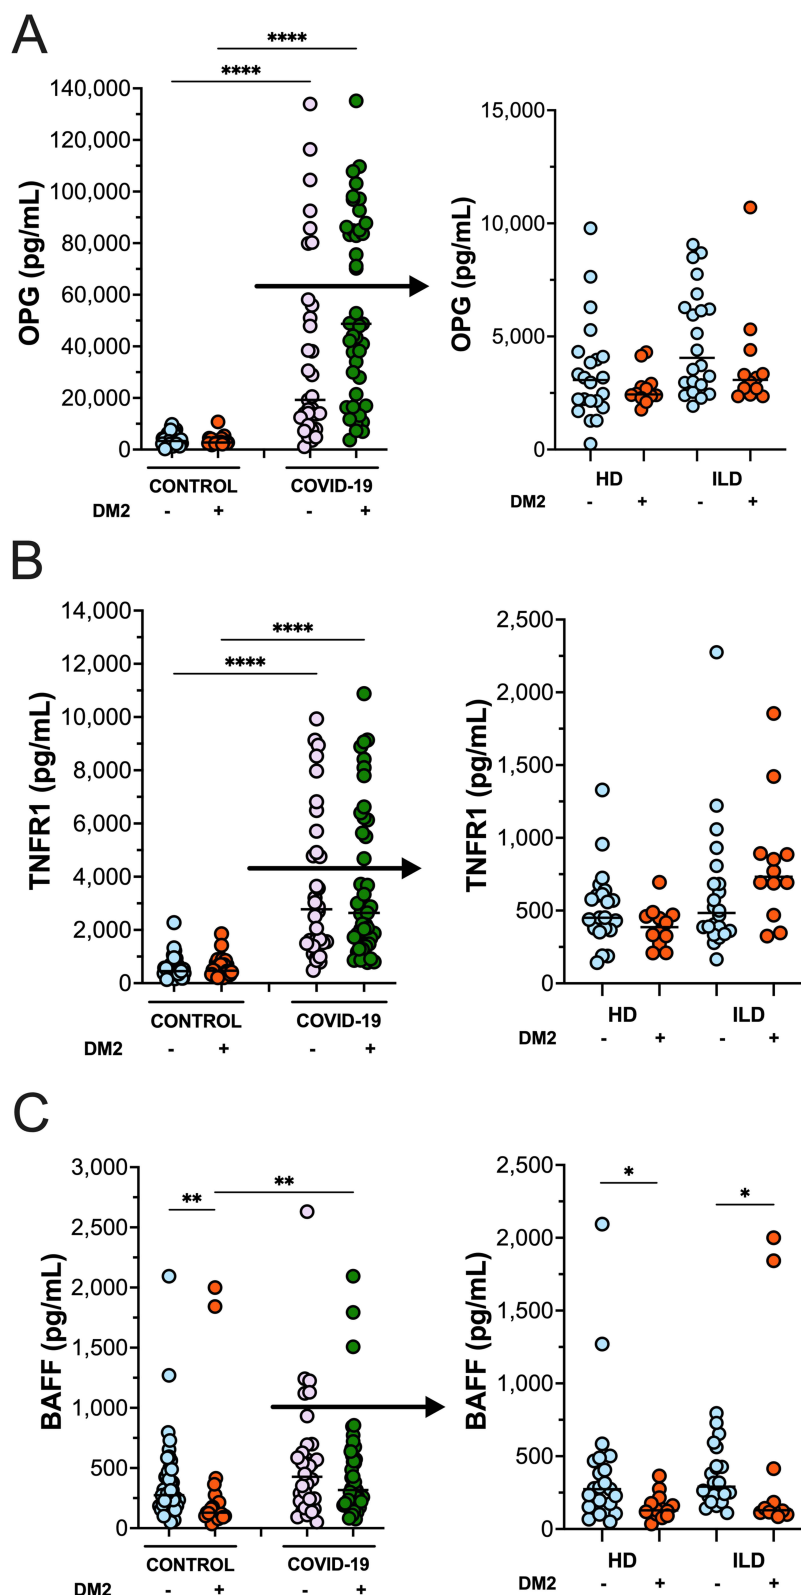 A
****
****
140,000
120,000
100,000
80,000
60,000
40,000
20,000
0
OPG (pg/mL)
CONTROL COVID-19
DM2 - + - +
15,000
10,000
5,000
0
OPG (pg/mL)
HD ILD
DM2 - + - +
B
****
****
14,000
12,000
10,000
8,000
6,000
4,000
2,000
0
TNFR1 (pg/mL)
CONTROL COVID-19
DM2 - + - +
2,500
2,000
1,500
1,000
500
0
TNFR1 (pg/mL)
HD ILD
DM2 - + - +
C
**
**
3,000
2,500
2,000
1,500
1,000
500
0
BAFF (pg/mL)
CONTROL COVID-19
DM2 - + - +
*
*
2,500
2,000
1,500
1,000
500
0
BAFF (pg/mL)
HD ILD
DM2 - + - +